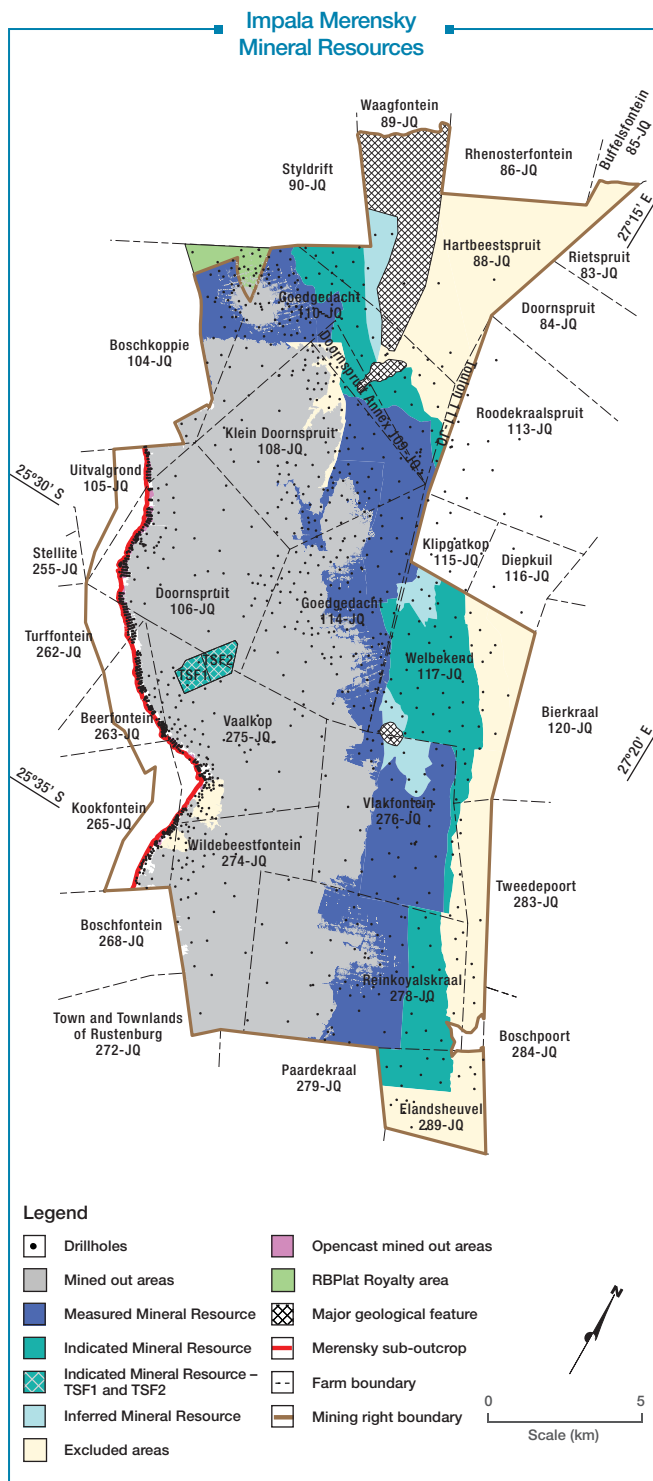 Impala Merensky
Mineral Resources
Waagfontein
89-JQ
Buffelsfontein
85-JQ
Rhenosterfontein
86-JQ
Styldrift
90-JQ
27º15' E
Hartbeestspruit
88-JQ
Rietspruit
83-JQ
Goedgedacht
110-JQ
Doornspruit
84-JQ
Boschkoppie
104-JQ
Doornspruit Annex 109-JQ
Toulon 111 JQ
Roodekraalspruit
113-JQ
Klein Doornspruit
108-JQ
Uitvalgrond
105-JQ
25º30' S
Klipgatkop
115-JQ
Diepkuil
116-JQ
Stellite
255-JQ
Doornspruit
106-JQ
Goedgedacht
114-JQ
Turffontein
262-JQ
Welbekend
117-JQ
TSF2
TSF1
Beerfontein
263-JQ
Vaalkop
275-JQ
Bierkraal
120-JQ
27º20' E
25º35' S
Kookfontein
265-JQ
Vlakfontein
276-JQ
Wildebeestfontein
274-JQ
Tweedepoort
283-JQ
Boschfontein
268-JQ
Reinkoyalskraal
278-JQ
Town and Townlands
of Rustenburg
272-JQ
Boschpoort
284-JQ
Paardekraal
279-JQ
Elandsheuvel
289-JQ
Legend
Drillholes
Mined out areas
Measured Mineral Resource
Indicated Mineral Resource
Indicated Mineral Resource –
TSF1 and TSF2
Inferred Mineral Resource
Excluded areas
Opencast mined out areas
RBPlat Royalty area
Major geological feature
Merensky sub-outcrop
Farm boundary
Mining right boundary
N
0 5
Scale (km)